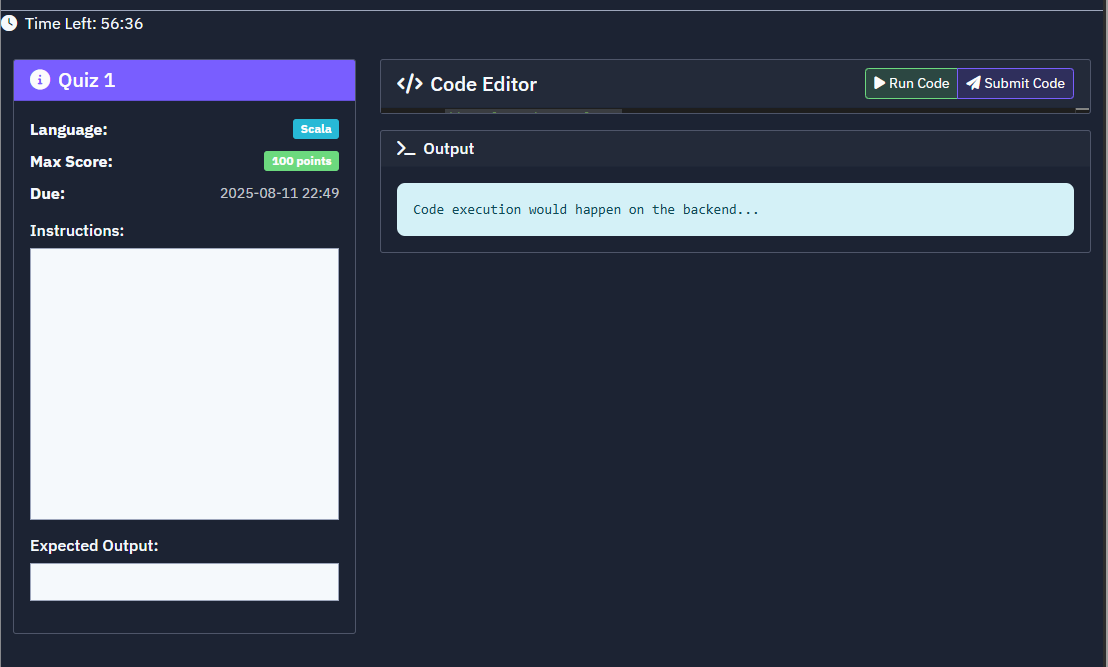 Time Left: 56:36
Quiz 1
Language: Scala
Max Score: 100 points
Due: 2025-08-11 22:49
Instructions:
Expected Output:
Code Editor
Run Code
Submit Code
Output
Code execution would happen on the backend...